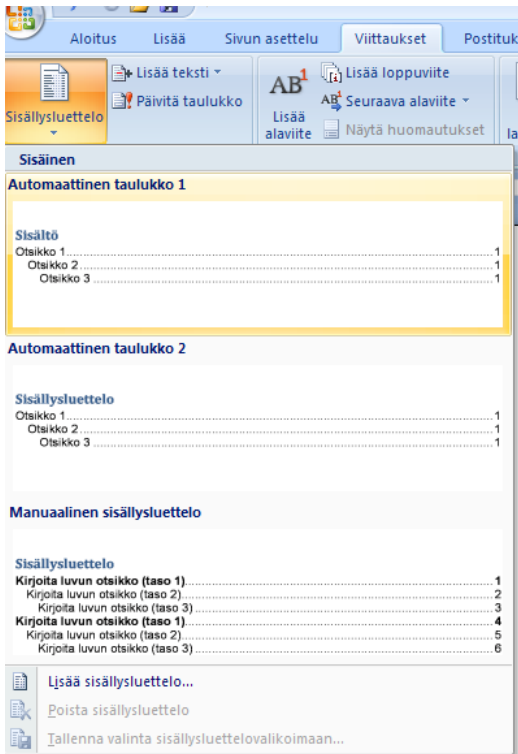 Aloitus Lisää Sivun asettelu Viittaukset Postituk
Sisällysluettelo
Lisää teksti
Päivitä taulukko
AB1
Lisää
alaviite
Lisää loppuviite
AB1 Seuraava alaviite
Näytä huomautukset
la
Sisäinen
Automaattinen taulukko 1
Sisältö
Otsikko 1.....1
Otsikko 2.....1
Otsikko 3.....1
Automaattinen taulukko 2
Sisällysluettelo
Otsikko 1.....1
Otsikko 2.....1
Otsikko 3.....1
Manuaalinen sisällysluettelo
Sisällysluettelo
Kirjoita luvun otsikko (taso 1).....1
Kirjoita luvun otsikko (taso 2).....2
Kirjoita luvun otsikko (taso 3).....3
Kirjoita luvun otsikko (taso 1).....4
Kirjoita luvun otsikko (taso 2).....5
Kirjoita luvun otsikko (taso 3).....6
Lisää sisällysluettelo...
Poista sisällysluettelo
Tallenna valinta sisällysluettelovalikoimaan...